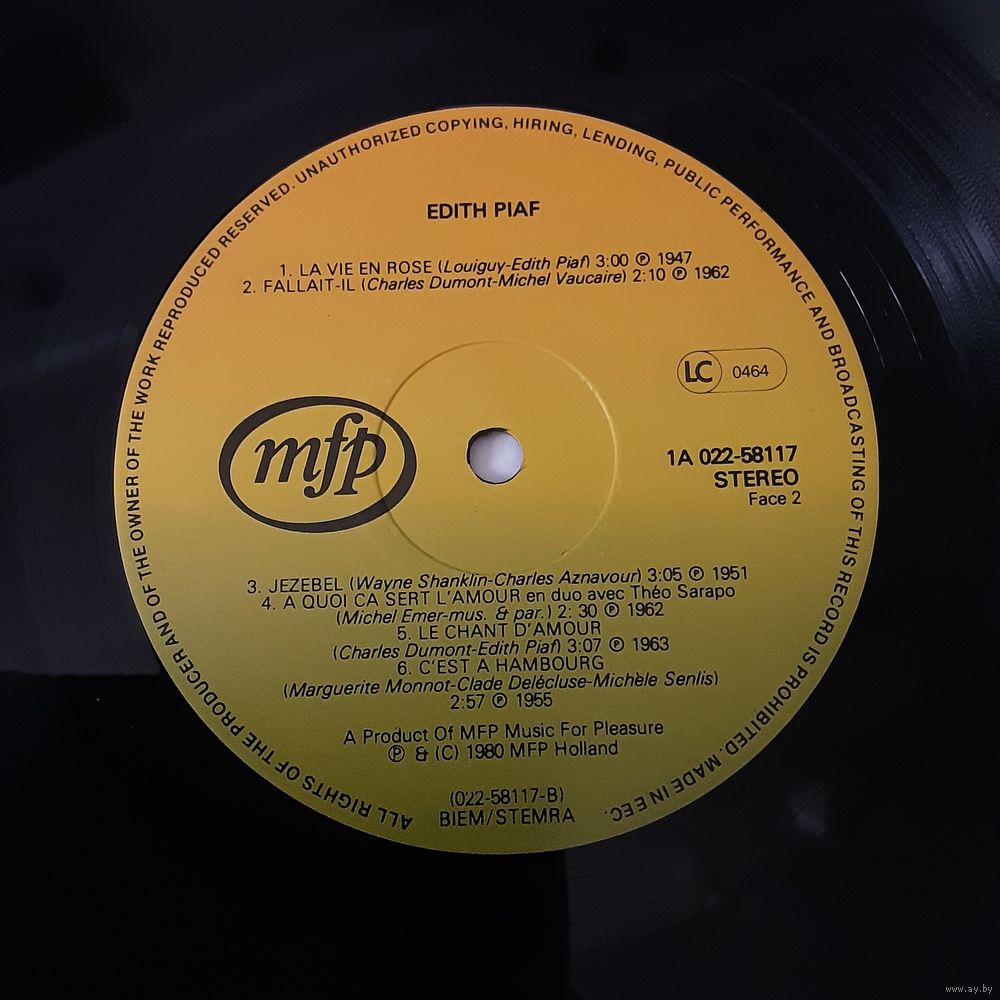 ALL RIGHTS OF THE PRODUCER AND OF THE OWNER OF THE WORK REPRODUCED RESERVED. UNAUTHORIZED COPYING, HIRING, LENDING, PUBLIC PERFORMANCE AND BROADCASTING OF THIS RECORD IS PROHIBITED. MADE IN EEC.
EDITH PIAF
1. LA VIE EN ROSE (Louiguy-Edith Piaf) 3:00 ℗ 1947
2. FALLAIT-IL (Charles Dumont-Michel Vaucaire) 2:10 ℗ 1962
LC 0464
mfp
1A 022-58117
STEREO
Face 2
3. JEZEBEL (Wayne Shanklin-Charles Aznavour) 3:05 ℗ 1951
4. A QUOI CA SERT L'AMOUR en duo avec Théo Sarapo
(Michel Emer-mus. & par.) 2: 30 ℗ 1962
5. LE CHANT D'AMOUR
(Charles Dumont-Edith Piaf) 3:07 ℗ 1963
6. C'EST A HAMBOURG
(Marguerite Monnot-Clade Delécluse-Michèle Senlis)
2:57 ℗ 1955
A Product Of MFP Music For Pleasure
℗ & (C) 1980 MFP Holland
(022-58117-B)
BIEM/STEMRA
www.ay.by